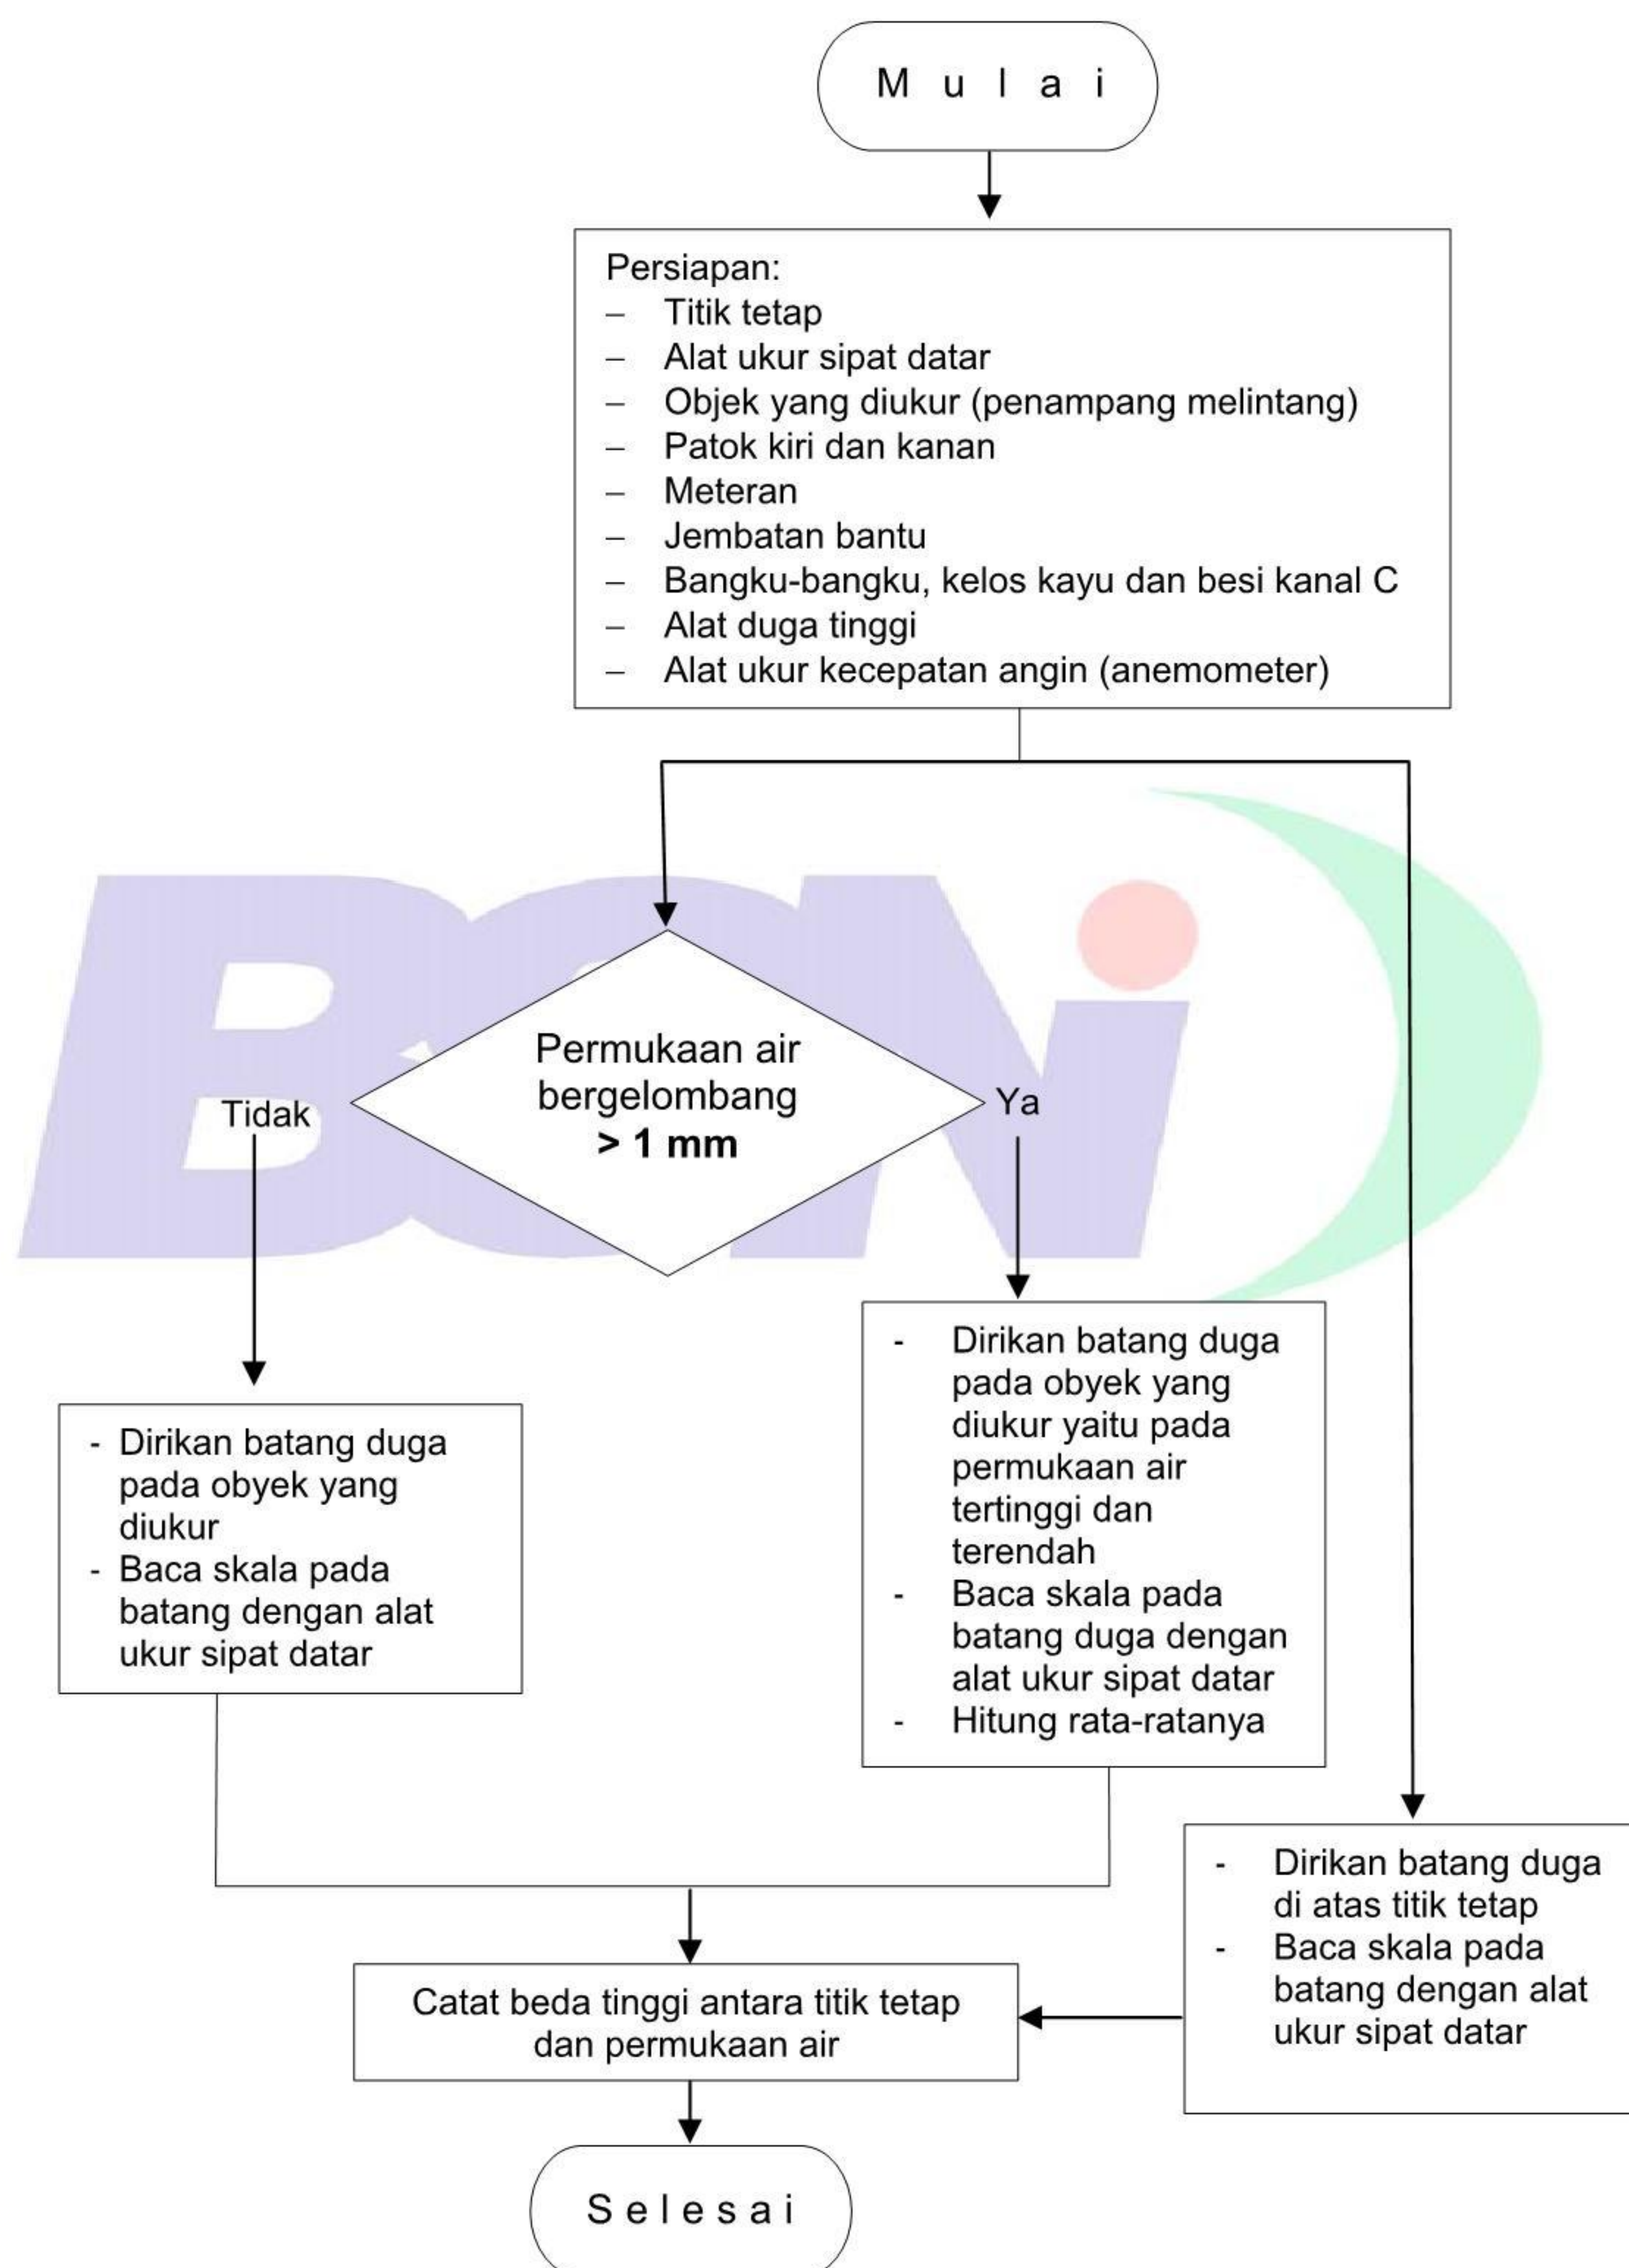 M u l a i
Persiapan:
– Titik tetap
– Alat ukur sipat datar
– Objek yang diukur (penampang melintang)
– Patok kiri dan kanan
– Meteran
– Jembatan bantu
– Bangku-bangku, kelos kayu dan besi kanal C
– Alat duga tinggi
– Alat ukur kecepatan angin (anemometer)
Permukaan air
bergelombang
> 1 mm
Tidak
Ya
- Dirikan batang duga
pada obyek yang
diukur
- Baca skala pada
batang dengan alat
ukur sipat datar
- Dirikan batang duga
pada obyek yang
diukur yaitu pada
permukaan air
tertinggi dan
terendah
- Baca skala pada
batang duga dengan
alat ukur sipat datar
- Hitung rata-ratanya
- Dirikan batang duga
di atas titik tetap
- Baca skala pada
batang dengan alat
ukur sipat datar
Catat beda tinggi antara titik tetap
dan permukaan air
S e l e s a i
BSNi